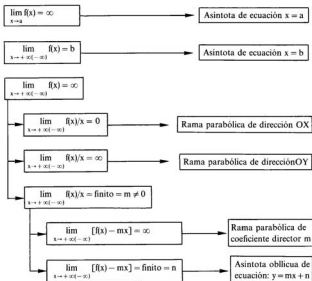 lim f(x) = ∞
x→a
Asíntota de ecuación x = a
lim f(x) = b
x→ + ∞(− ∞)
Asíntota de ecuación x = b
lim f(x) = ∞
x→ + ∞(− ∞)
lim f(x)/x = 0
x→ + ∞(− ∞)
Rama parabólica de dirección OX
lim f(x)/x = ∞
x→ + ∞(− ∞)
Rama parabólica de direcciónOY
lim f(x)/x = finito = m ≠ 0
x→ + ∞(− ∞)
lim [f(x) − mx] = ∞
x→ + ∞(− ∞)
Rama parabólica de
coeficiente director m
lim [f(x) − mx] = finito = n
x→ + ∞(− ∞)
Asíntota obllicua de
ecuación: y = mx + n